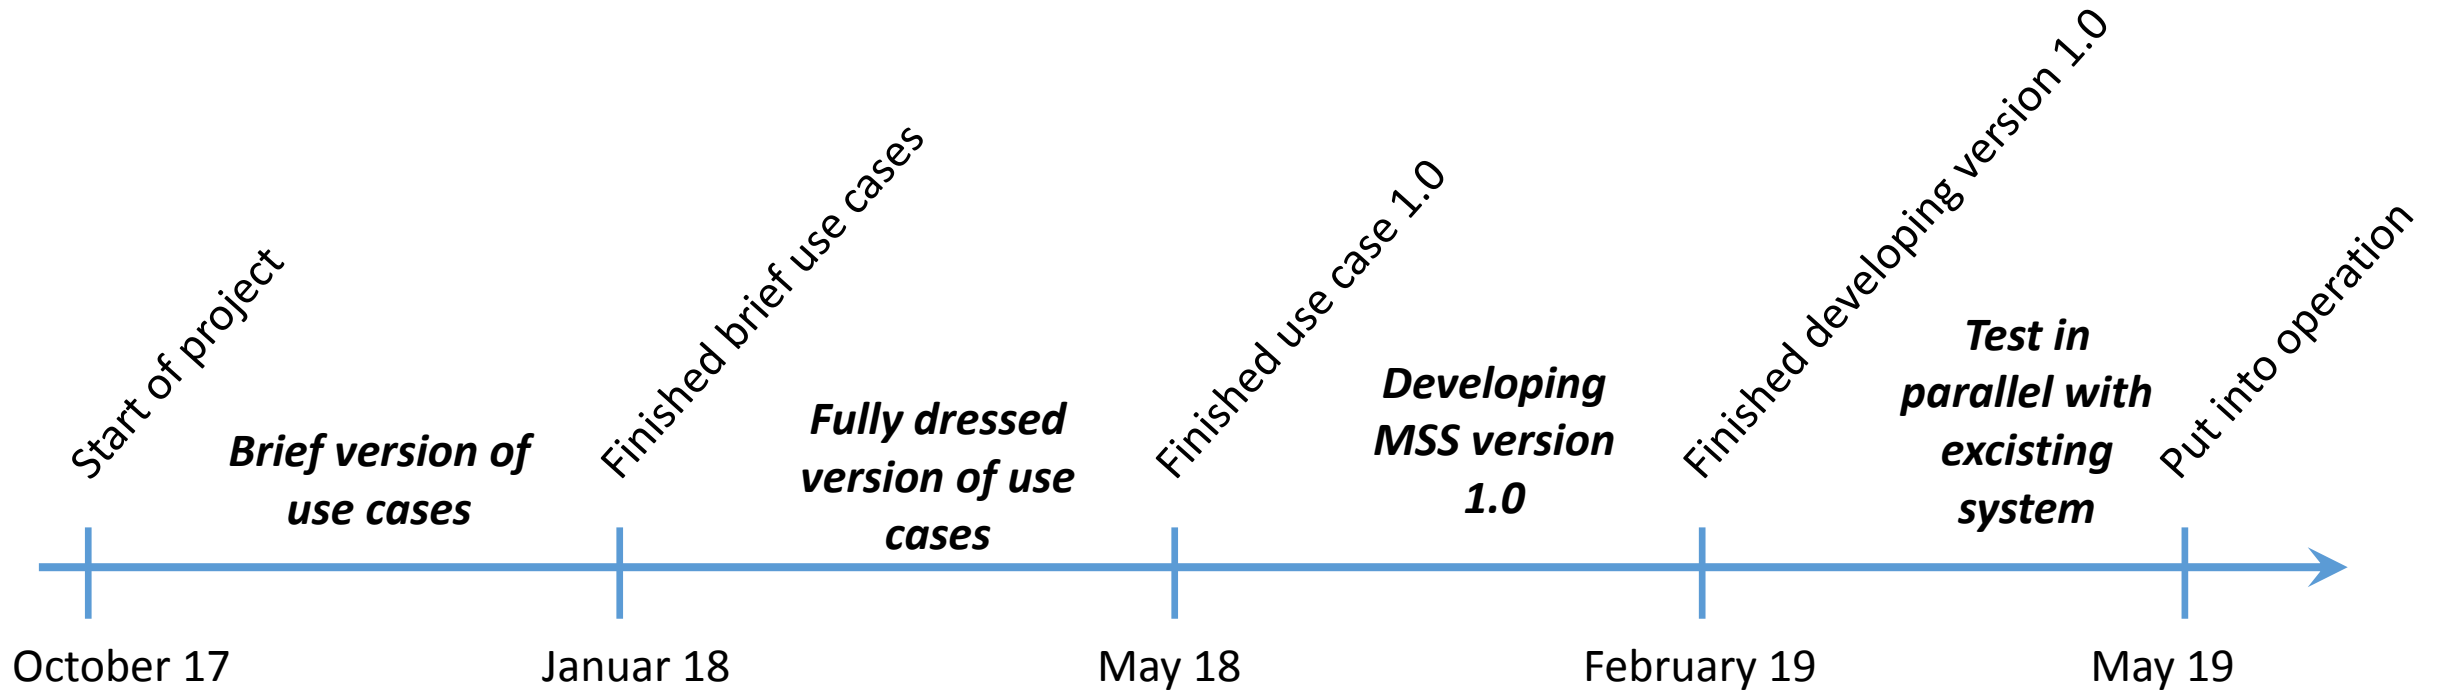 Start of project
Finished brief use cases
Finished use case 1.0
Finished developing version 1.0
Put into operation
Brief version of
use cases
Fully dressed
version of use
cases
Developing
MSS version
1.0
Test in
parallel with
excisting
system
October 17
Januar 18
May 18
February 19
May 19